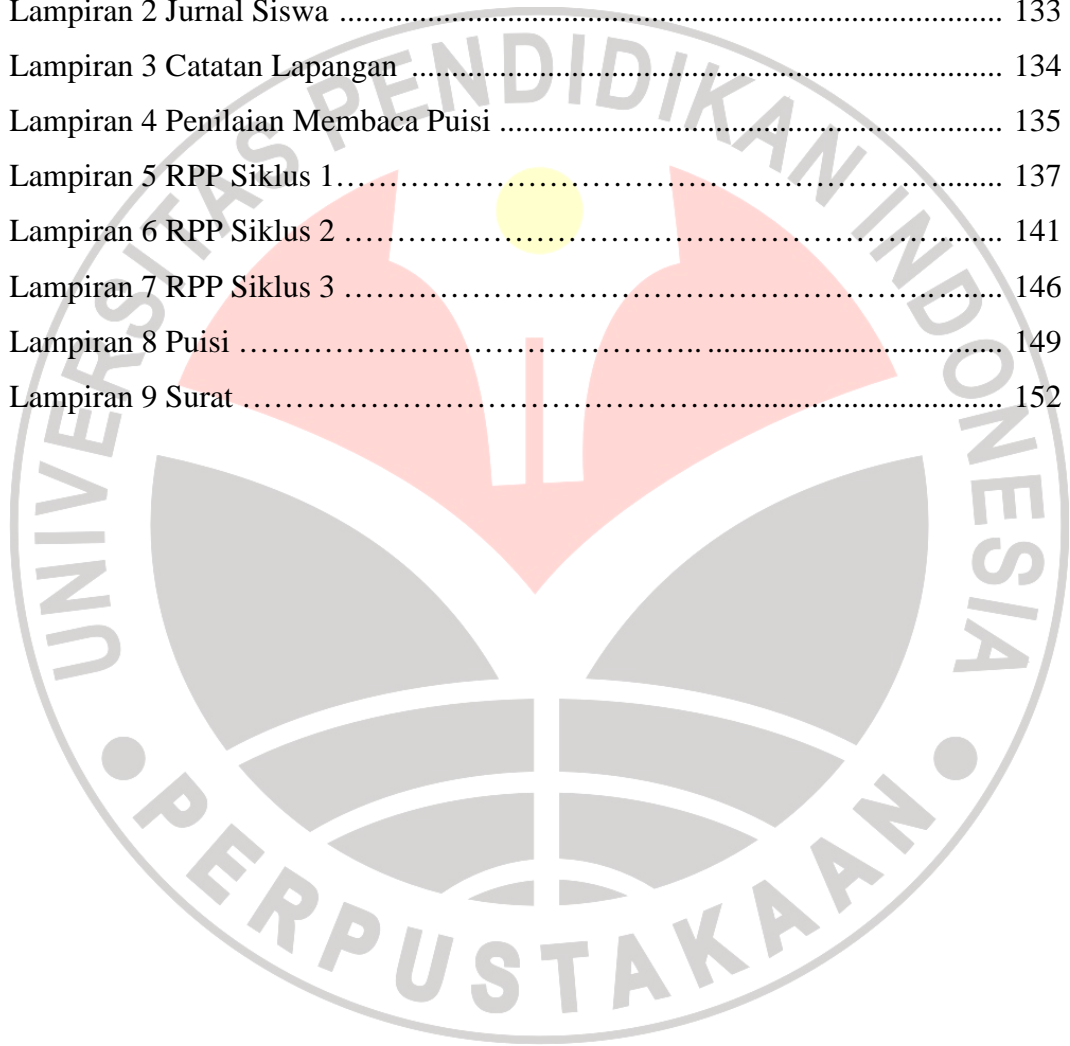 Lampiran 2 Jurnal Siswa ............................................................................ 133
Lampiran 3 Catatan Lapangan .................................................................... 134
Lampiran 4 Penilaian Membaca Puisi .......................................................... 135
Lampiran 5 RPP Siklus 1………………………………………………………….......... 137
Lampiran 6 RPP Siklus 2 ………………………………………………………........... 141
Lampiran 7 RPP Siklus 3 ………………………………………………………........... 146
Lampiran 8 Puisi ………………………………………….. .................................. 149
Lampiran 9 Surat ……………………………………………................................. 152
UNIVERSITAS PENDIDIKAN INDONESIA
PERPUSTAKAAN